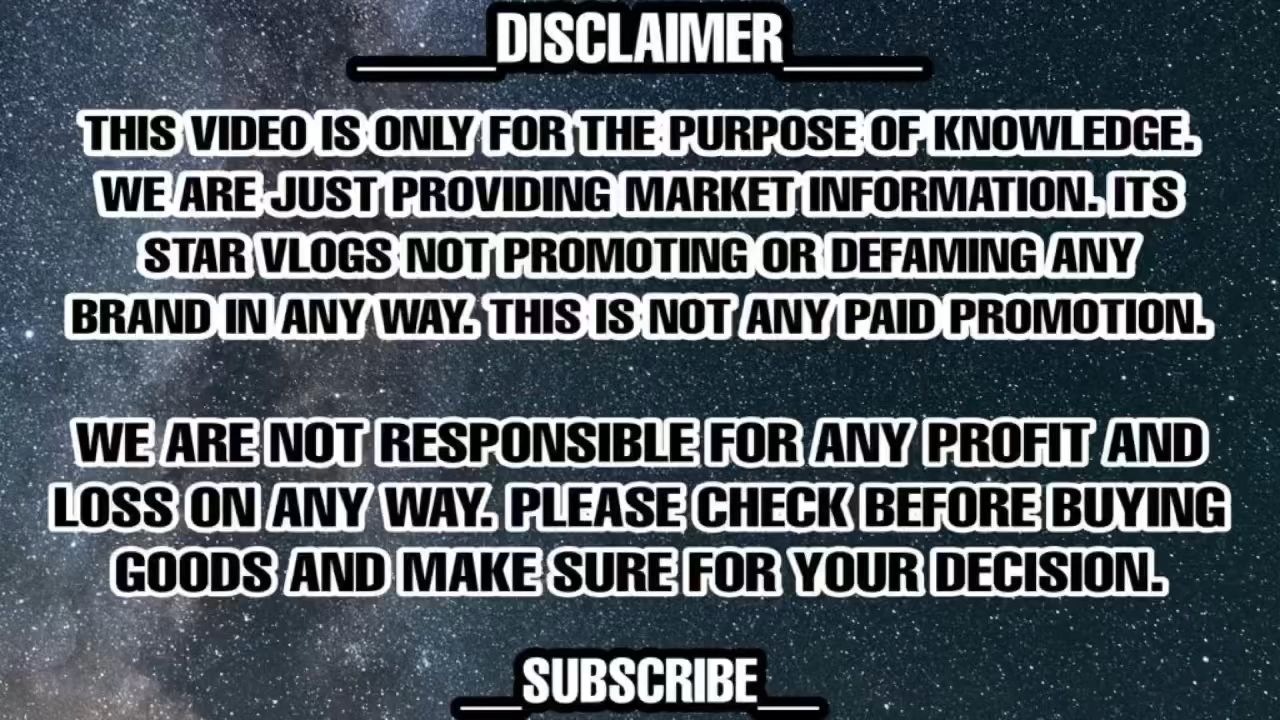 DISCLAIMER
THIS VIDEO IS ONLY FOR THE PURPOSE OF KNOWLEDGE.
WE ARE JUST PROVIDING MARKET INFORMATION. ITS
STAR VLOGS NOT PROMOTING OR DEFAMING ANY
BRAND IN ANY WAY. THIS IS NOT ANY PAID PROMOTION.
WE ARE NOT RESPONSIBLE FOR ANY PROFIT AND
LOSS ON ANY WAY. PLEASE CHECK BEFORE BUYING
GOODS AND MAKE SURE FOR YOUR DECISION.
SUBSCRIBE